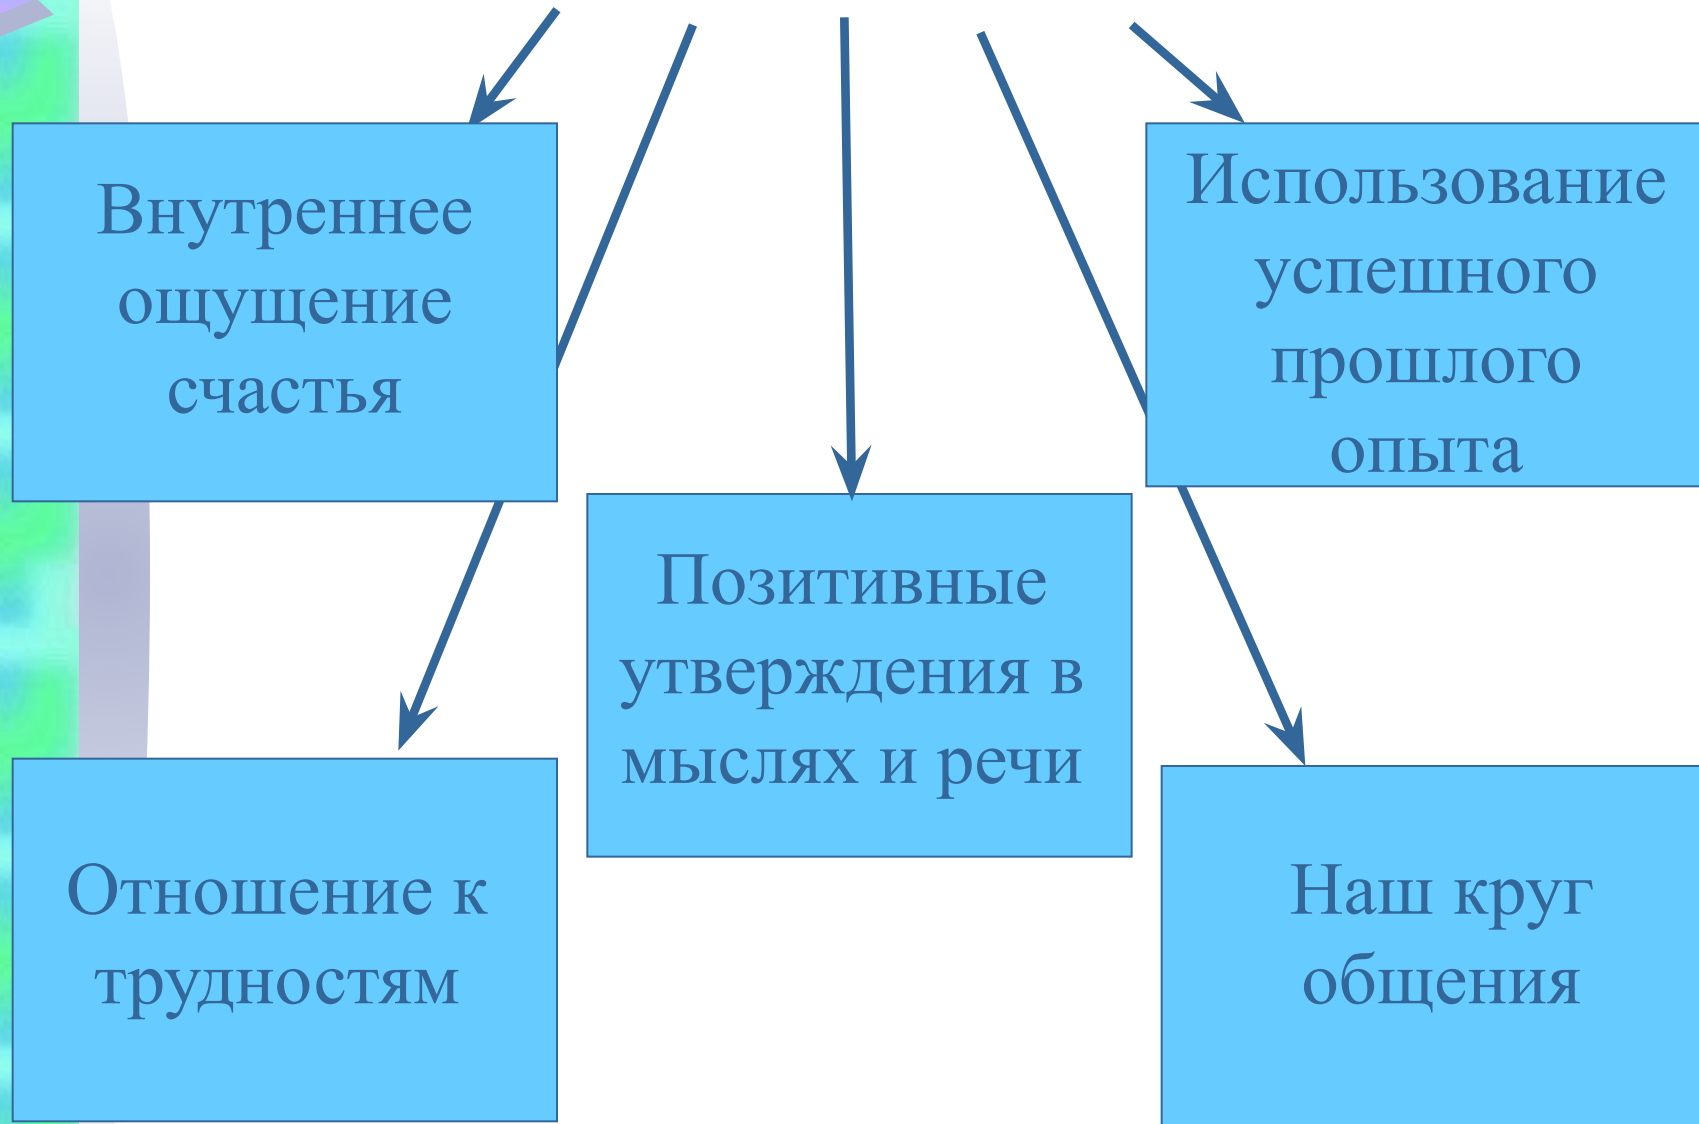 Внутреннее
ощущение
счастья
Использование
успешного
прошлого
опыта
Позитивные
утверждения в
мыслях и речи
Отношение к
трудностям
Наш круг
общения